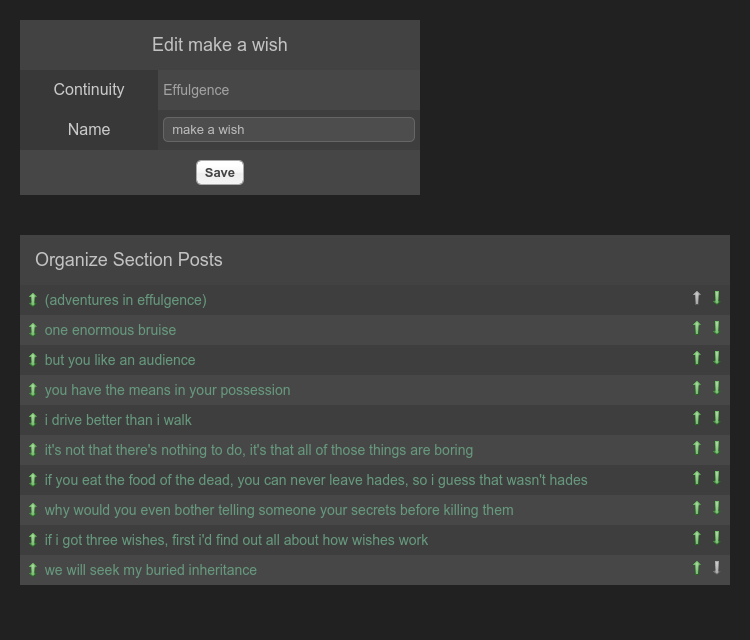 Edit make a wish
Continuity
Effulgence
Name
make a wish
Save
Organize Section Posts
(adventures in effulgence)
one enormous bruise
but you like an audience
you have the means in your possession
i drive better than i walk
it's not that there's nothing to do, it's that all of those things are boring
if you eat the food of the dead, you can never leave hades, so i guess that wasn't hades
why would you even bother telling someone your secrets before killing them
if i got three wishes, first i'd find out all about how wishes work
we will seek my buried inheritance